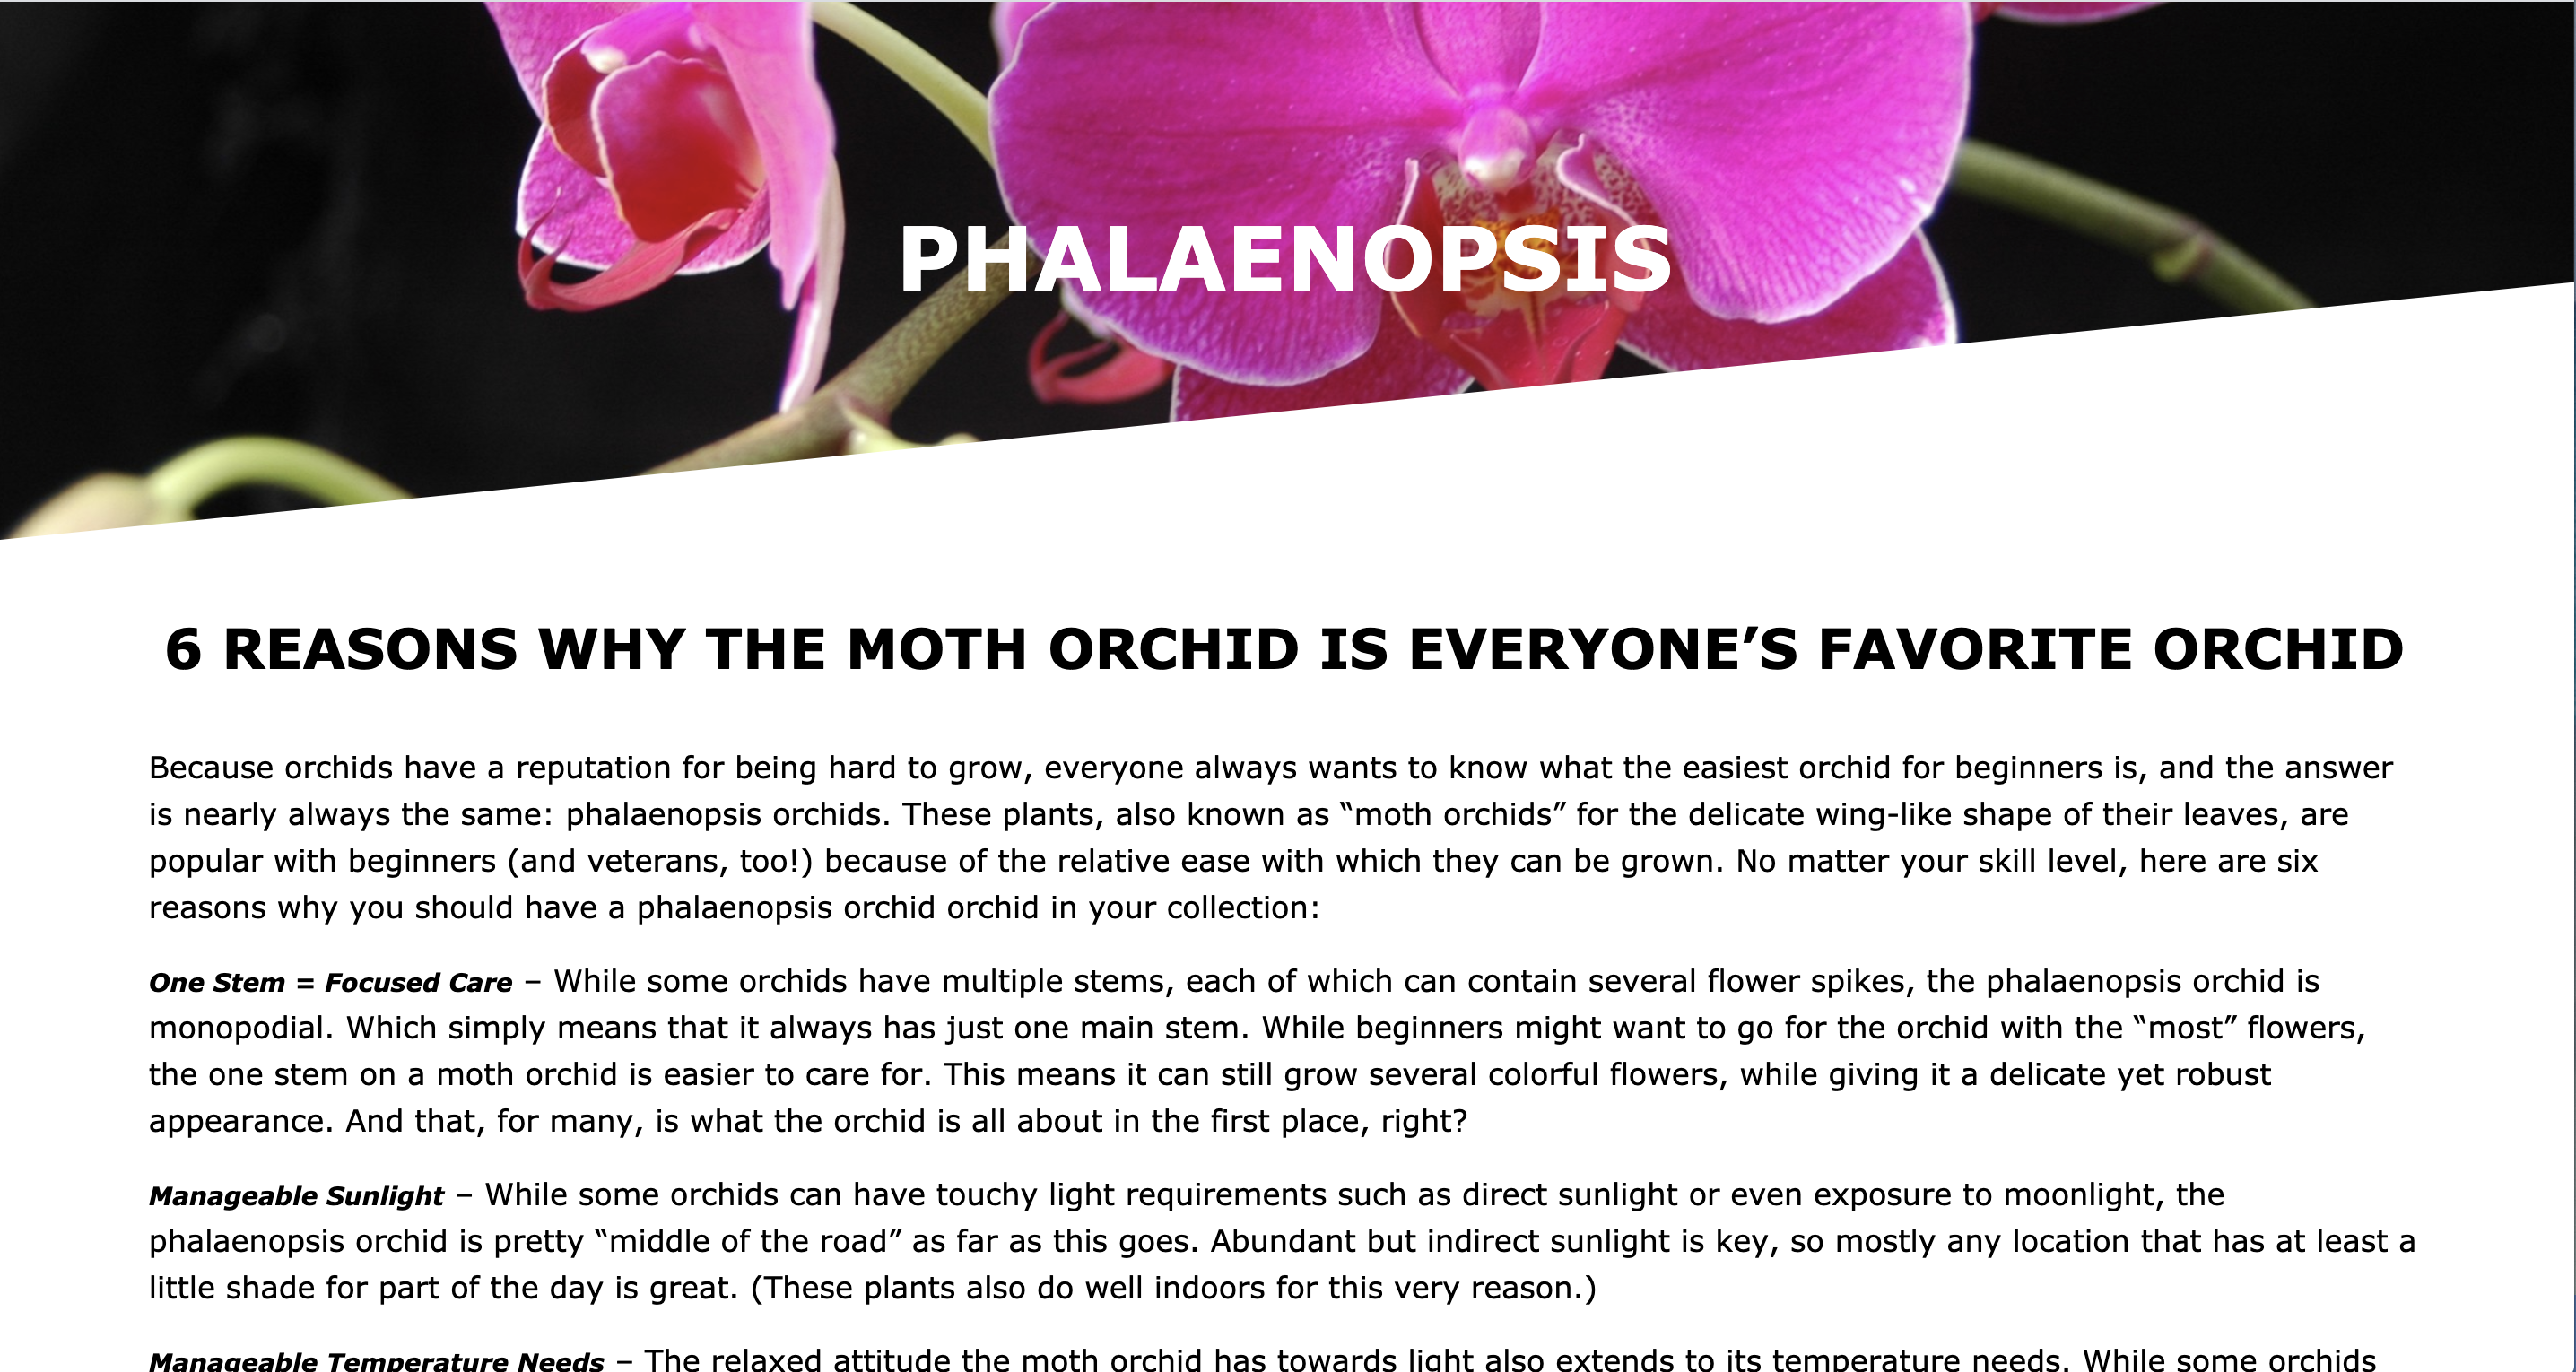 PHALAENOPSIS
6 REASONS WHY THE MOTH ORCHID IS EVERYONE’S FAVORITE ORCHID
Because orchids have a reputation for being hard to grow, everyone always wants to know what the easiest orchid for beginners is, and the answer
is nearly always the same: phalaenopsis orchids. These plants, also known as “moth orchids” for the delicate wing-like shape of their leaves, are
popular with beginners (and veterans, too!) because of the relative ease with which they can be grown. No matter your skill level, here are six
reasons why you should have a phalaenopsis orchid orchid in your collection:
One Stem = Focused Care – While some orchids have multiple stems, each of which can contain several flower spikes, the phalaenopsis orchid is
monopodial. Which simply means that it always has just one main stem. While beginners might want to go for the orchid with the “most” flowers,
the one stem on a moth orchid is easier to care for. This means it can still grow several colorful flowers, while giving it a delicate yet robust
appearance. And that, for many, is what the orchid is all about in the first place, right?
Manageable Sunlight – While some orchids can have touchy light requirements such as direct sunlight or even exposure to moonlight, the
phalaenopsis orchid is pretty “middle of the road” as far as this goes. Abundant but indirect sunlight is key, so mostly any location that has at least a
little shade for part of the day is great. (These plants also do well indoors for this very reason.)
Manageable Temperature Needs – The relaxed attitude the moth orchid has towards light also extends to its temperature needs. While some orchids